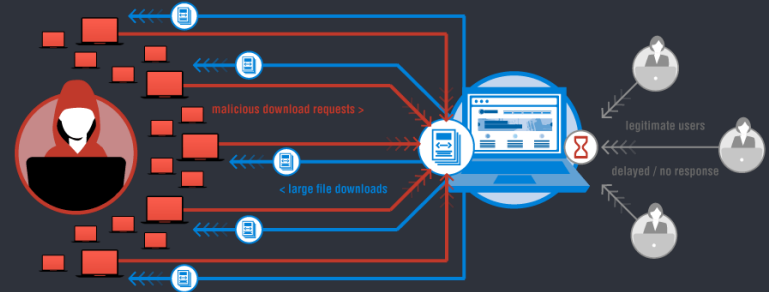 malicious download requests >
< large file downloads
legitimate users
delayed / no response